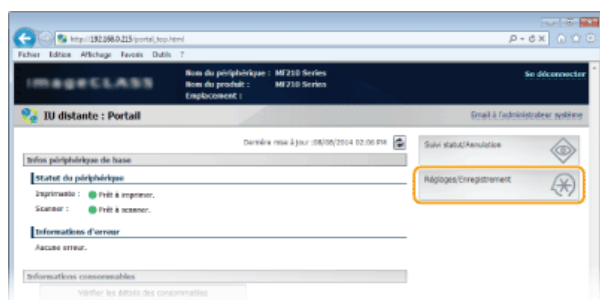 http://192.168.0.215/portal_top.html
Fichier Edition Affichage Favoris Outils ?
imageCLASS
Nom du périphérique : MF210 Series
Nom du produit : MF210 Series
Emplacement :
Se déconnecter
IU distante : Portail
Email à l'administrateur système
Dernière mise à jour :08/08/2014 02:06 PM
Infos périphérique de base
Statut du périphérique
Imprimante : Prêt à imprimer.
Scanner : Prêt à scanner.
Informations d'erreur
Aucune erreur.
Informations consommables
Vérifier les détails des consommables
Suivi statut/Annulation
Réglages/Enregistrement